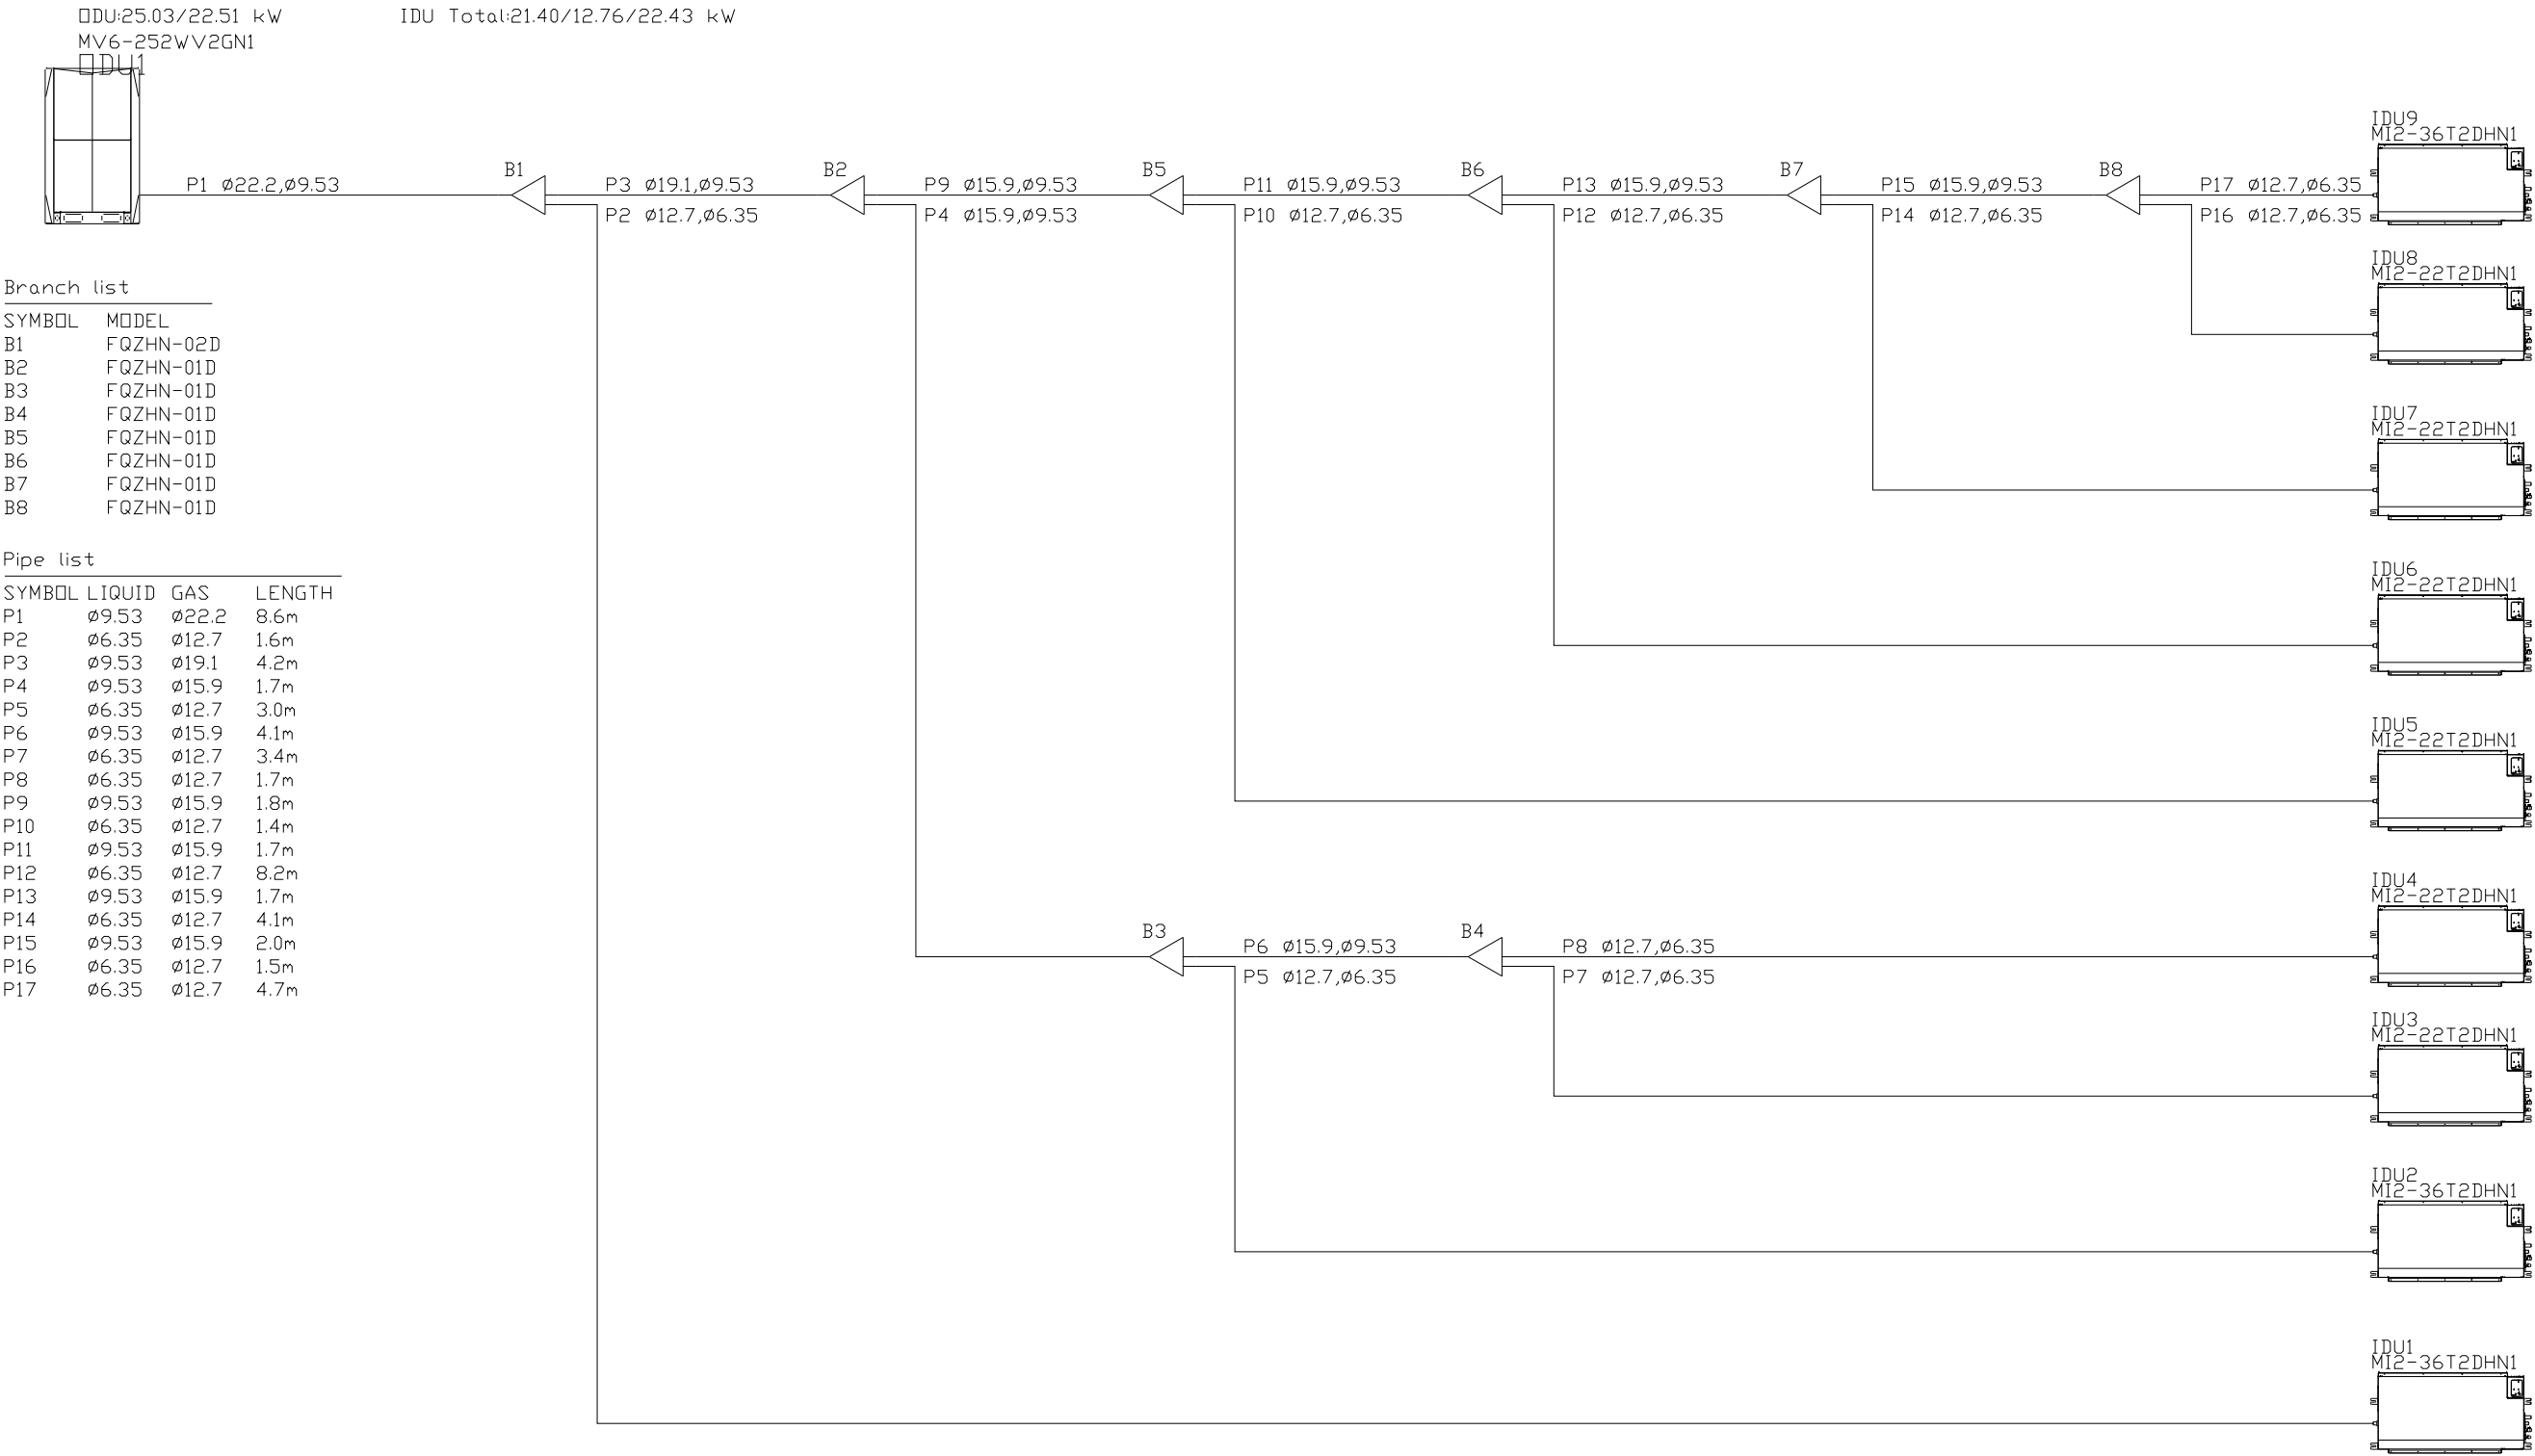 ODU:25.03/22.51 kW IDU Total:21.40/12.76/22.43 kW
MV6-252WV2GN1
ODU1
IDU9
MI2-36T2DHN1
B1 B2 B5 B6 B7 B8
P1 Ø22.2,Ø9.53 P3 Ø19.1,Ø9.53 P9 Ø15.9,Ø9.53 P11 Ø15.9,Ø9.53 P13 Ø15.9,Ø9.53 P15 Ø15.9,Ø9.53 P17 Ø12.7,Ø6.35
P2 Ø12.7,Ø6.35 P4 Ø15.9,Ø9.53 P10 Ø12.7,Ø6.35 P12 Ø12.7,Ø6.35 P14 Ø12.7,Ø6.35 P16 Ø12.7,Ø6.35
IDU8
MI2-22T2DHN1
IDU7
MI2-22T2DHN1
IDU6
MI2-22T2DHN1
IDU5
MI2-22T2DHN1
IDU4
MI2-22T2DHN1
B3 B4
P6 Ø15.9,Ø9.53 P8 Ø12.7,Ø6.35
P5 Ø12.7,Ø6.35 P7 Ø12.7,Ø6.35
IDU3
MI2-22T2DHN1
IDU2
MI2-36T2DHN1
IDU1
MI2-36T2DHN1
Branch list
SYMBOL MODEL
B1 FQZHN-02D
B2 FQZHN-01D
B3 FQZHN-01D
B4 FQZHN-01D
B5 FQZHN-01D
B6 FQZHN-01D
B7 FQZHN-01D
B8 FQZHN-01D
Pipe list
SYMBOL LIQUID GAS LENGTH
P1 Ø9.53 Ø22.2 8.6m
P2 Ø6.35 Ø12.7 1.6m
P3 Ø9.53 Ø19.1 4.2m
P4 Ø9.53 Ø15.9 1.7m
P5 Ø6.35 Ø12.7 3.0m
P6 Ø9.53 Ø15.9 4.1m
P7 Ø6.35 Ø12.7 3.4m
P8 Ø6.35 Ø12.7 1.7m
P9 Ø9.53 Ø15.9 1.8m
P10 Ø6.35 Ø12.7 1.4m
P11 Ø9.53 Ø15.9 1.7m
P12 Ø6.35 Ø12.7 8.2m
P13 Ø9.53 Ø15.9 1.7m
P14 Ø6.35 Ø12.7 4.1m
P15 Ø9.53 Ø15.9 2.0m
P16 Ø6.35 Ø12.7 1.5m
P17 Ø6.35 Ø12.7 4.7m